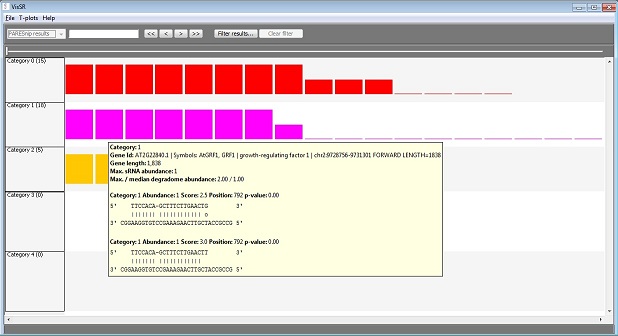 VisSR
File T-plots Help
PARESnip results << < > >> Filter results... Clear filter
Category 0 (15)
Category 1 (18)
Category: 1
Gene Id: AT2G22840.1 | Symbols: AtGRF1, GRF1 | growth-regulating factor 1 | chr2:9728756-9731301 FORWARD LENGTH=1838
Category 2 (5)
Gene length: 1,838
Max. sRNA abundance: 1
Max. / median degradome abundance: 2.00 / 1.00
Category: 1 Abundance: 1 Score: 2.5 Position: 792 p-value: 0.00
Category 3 (0)
5' TTCCACA-GCTTTCTTGAACTG 3'
||||||| |||||||||||| o
3' CGGAAGGTGTCCGAAAGAACTTGCTACCGCCG 5'
Category: 1 Abundance: 1 Score: 3.0 Position: 792 p-value: 0.00
5' TTCCACA-GCTTTCTTGAACTT 3'
Category 4 (0)
||||||| ||||||||||||
3' CGGAAGGTGTCCGAAAGAACTTGCTACCGCCG 5'